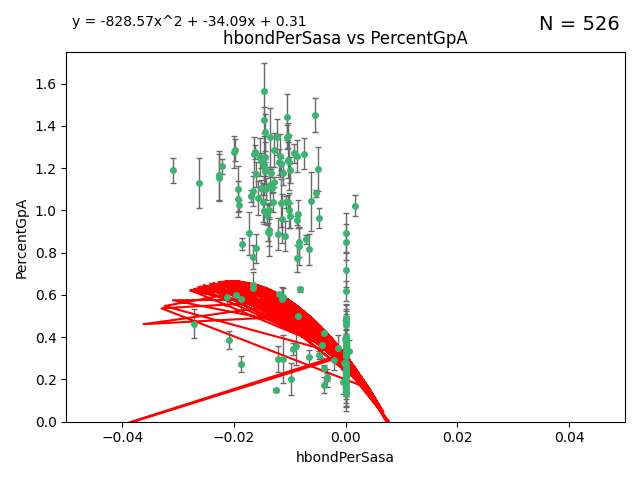 y = -828.57x^2 + -34.09x + 0.31
N = 526
hbondPerSasa vs PercentGpA
PercentGpA
1.6
1.4
1.2
1.0
0.8
0.6
0.4
0.2
0.0
−0.04 −0.02 0.00 0.02 0.04
hbondPerSasa